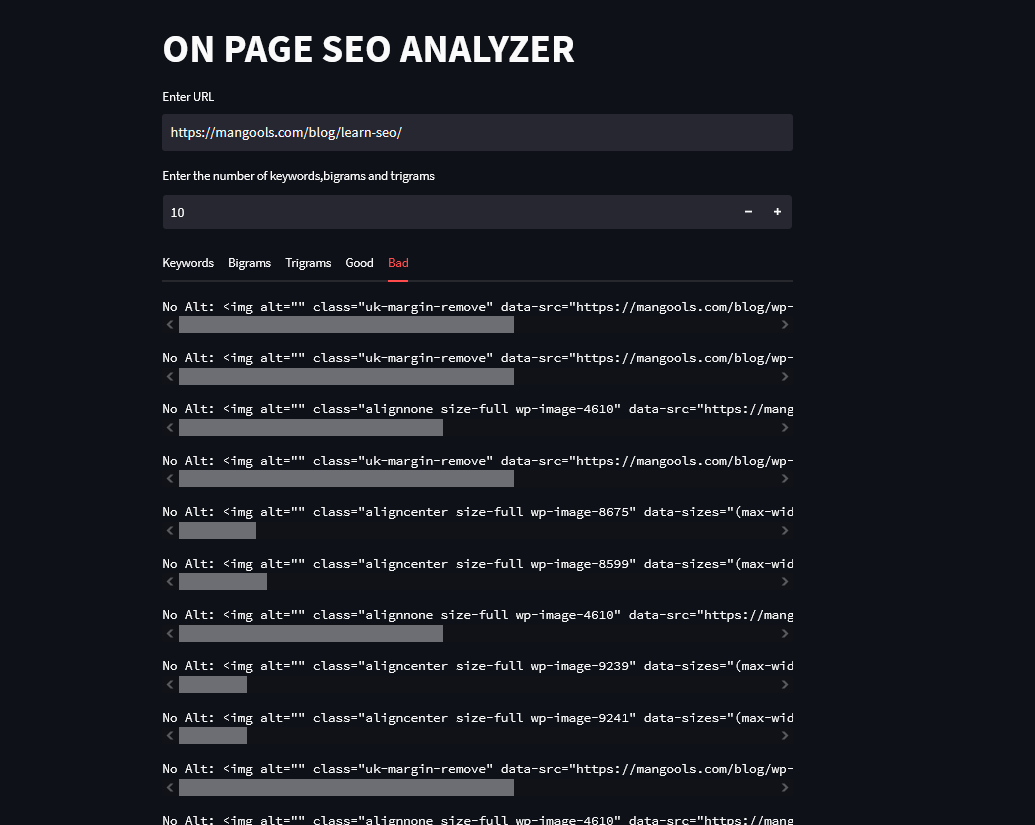 ON PAGE SEO ANALYZER
Enter URL
https://mangools.com/blog/learn-seo/
Enter the number of keywords,bigrams and trigrams
10 − +
Keywords Bigrams Trigrams Good Bad
No Alt: <img alt="" class="uk-margin-remove" data-src="https://mangools.com/blog/wp-
No Alt: <img alt="" class="uk-margin-remove" data-src="https://mangools.com/blog/wp-
No Alt: <img alt="" class="alignnone size-full wp-image-4610" data-src="https://mang
No Alt: <img alt="" class="uk-margin-remove" data-src="https://mangools.com/blog/wp-
No Alt: <img alt="" class="aligncenter size-full wp-image-8675" data-sizes="(max-wid
No Alt: <img alt="" class="aligncenter size-full wp-image-8599" data-sizes="(max-wid
No Alt: <img alt="" class="alignnone size-full wp-image-4610" data-src="https://mang
No Alt: <img alt="" class="aligncenter size-full wp-image-9239" data-sizes="(max-wid
No Alt: <img alt="" class="aligncenter size-full wp-image-9241" data-sizes="(max-wid
No Alt: <img alt="" class="uk-margin-remove" data-src="https://mangools.com/blog/wp-
No Alt: <img alt="" class="alignnone size-full wp-image-4610" data-src="https://mang